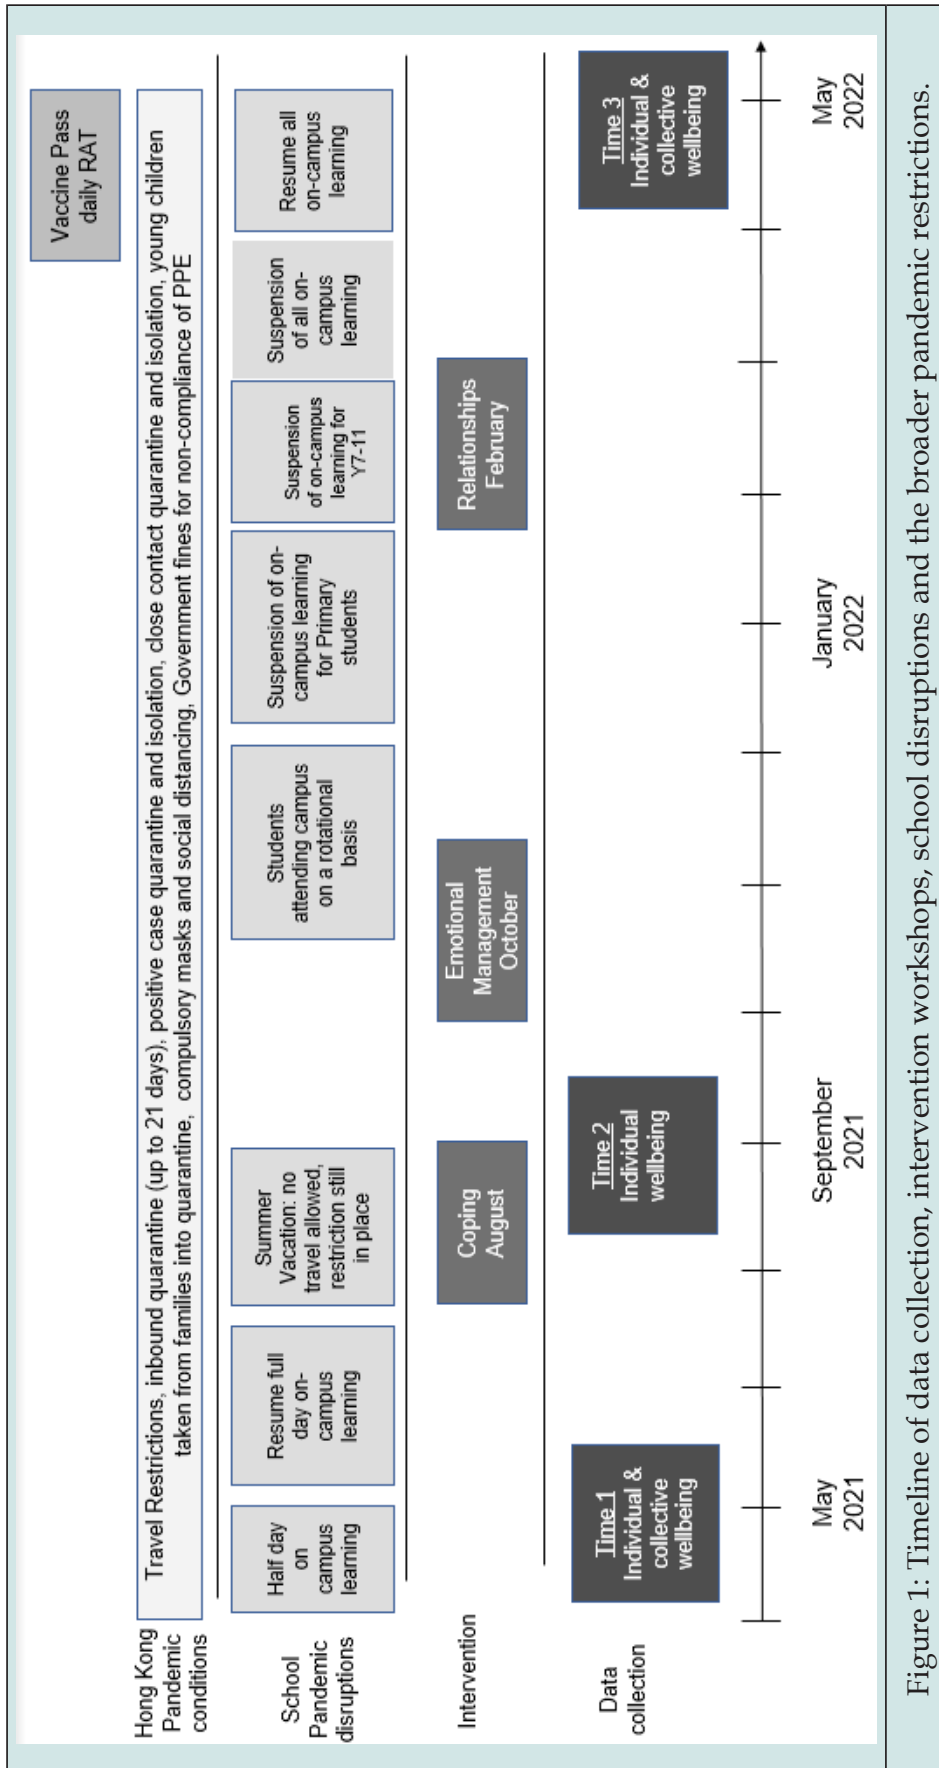 Vaccine Pass
daily RAT
Hong Kong
Pandemic
conditions
Travel Restrictions, inbound quarantine (up to 21 days), positive case quarantine and isolation, close contact quarantine and isolation, young children
taken from families into quarantine, compulsory masks and social distancing, Government fines for non-compliance of PPE
School
Pandemic
disruptions
Half day
on
campus
learning
Resume full
day on-
campus
learning
Summer
Vacation: no
travel allowed,
restriction still
in place
Students
attending campus
on a rotational
basis
Suspension of on-
campus learning
for Primary
students
Suspension
of on-campus
learning for
Y7-11
Suspension
of all on-
campus
learning
Resume all
on-campus
learning
Intervention
Coping
August
Emotional
Management
October
Relationships
February
Data
collection
Time 1
Individual &
collective
wellbeing
Time 2
Individual
wellbeing
Time 3
Individual &
collective
wellbeing
May
2021
September
2021
January
2022
May
2022
Figure 1: Timeline of data collection, intervention workshops, school disruptions and the broader pandemic restrictions.